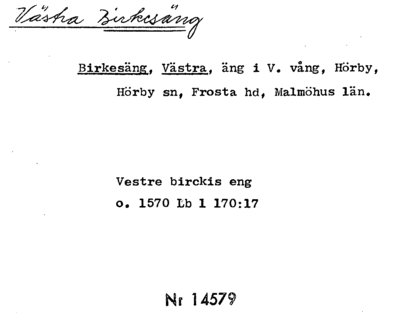 Västra Birkesäng
Birkesäng, Västra, äng i V. vång, Hörby,
Hörby sn, Frosta hd, Malmöhus län.
Vestre birckis eng
o. 1570 Lb 1 170:17
Nr 14579